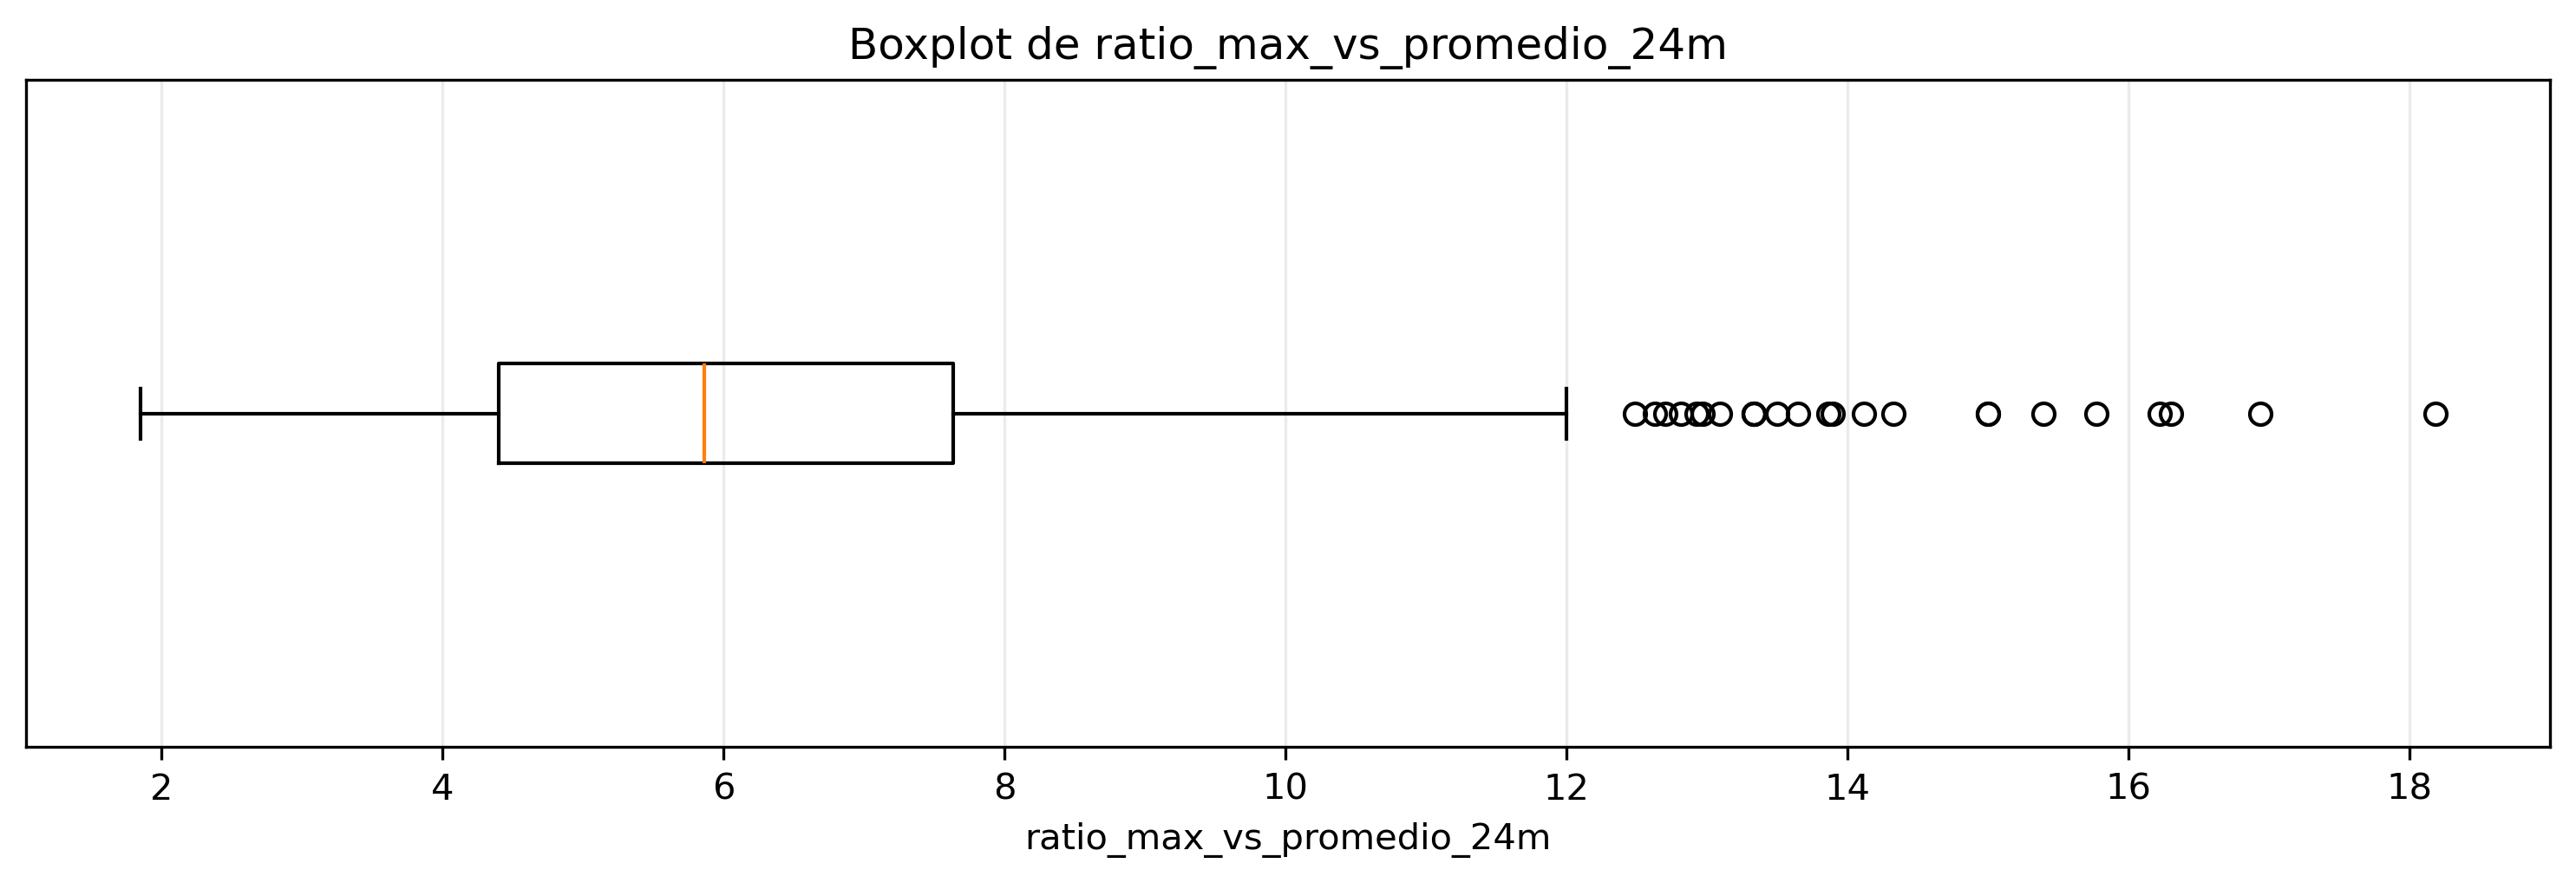 Boxplot de ratio_max_vs_promedio_24m
2 4 6 8 10 12 14 16 18
ratio_max_vs_promedio_24m